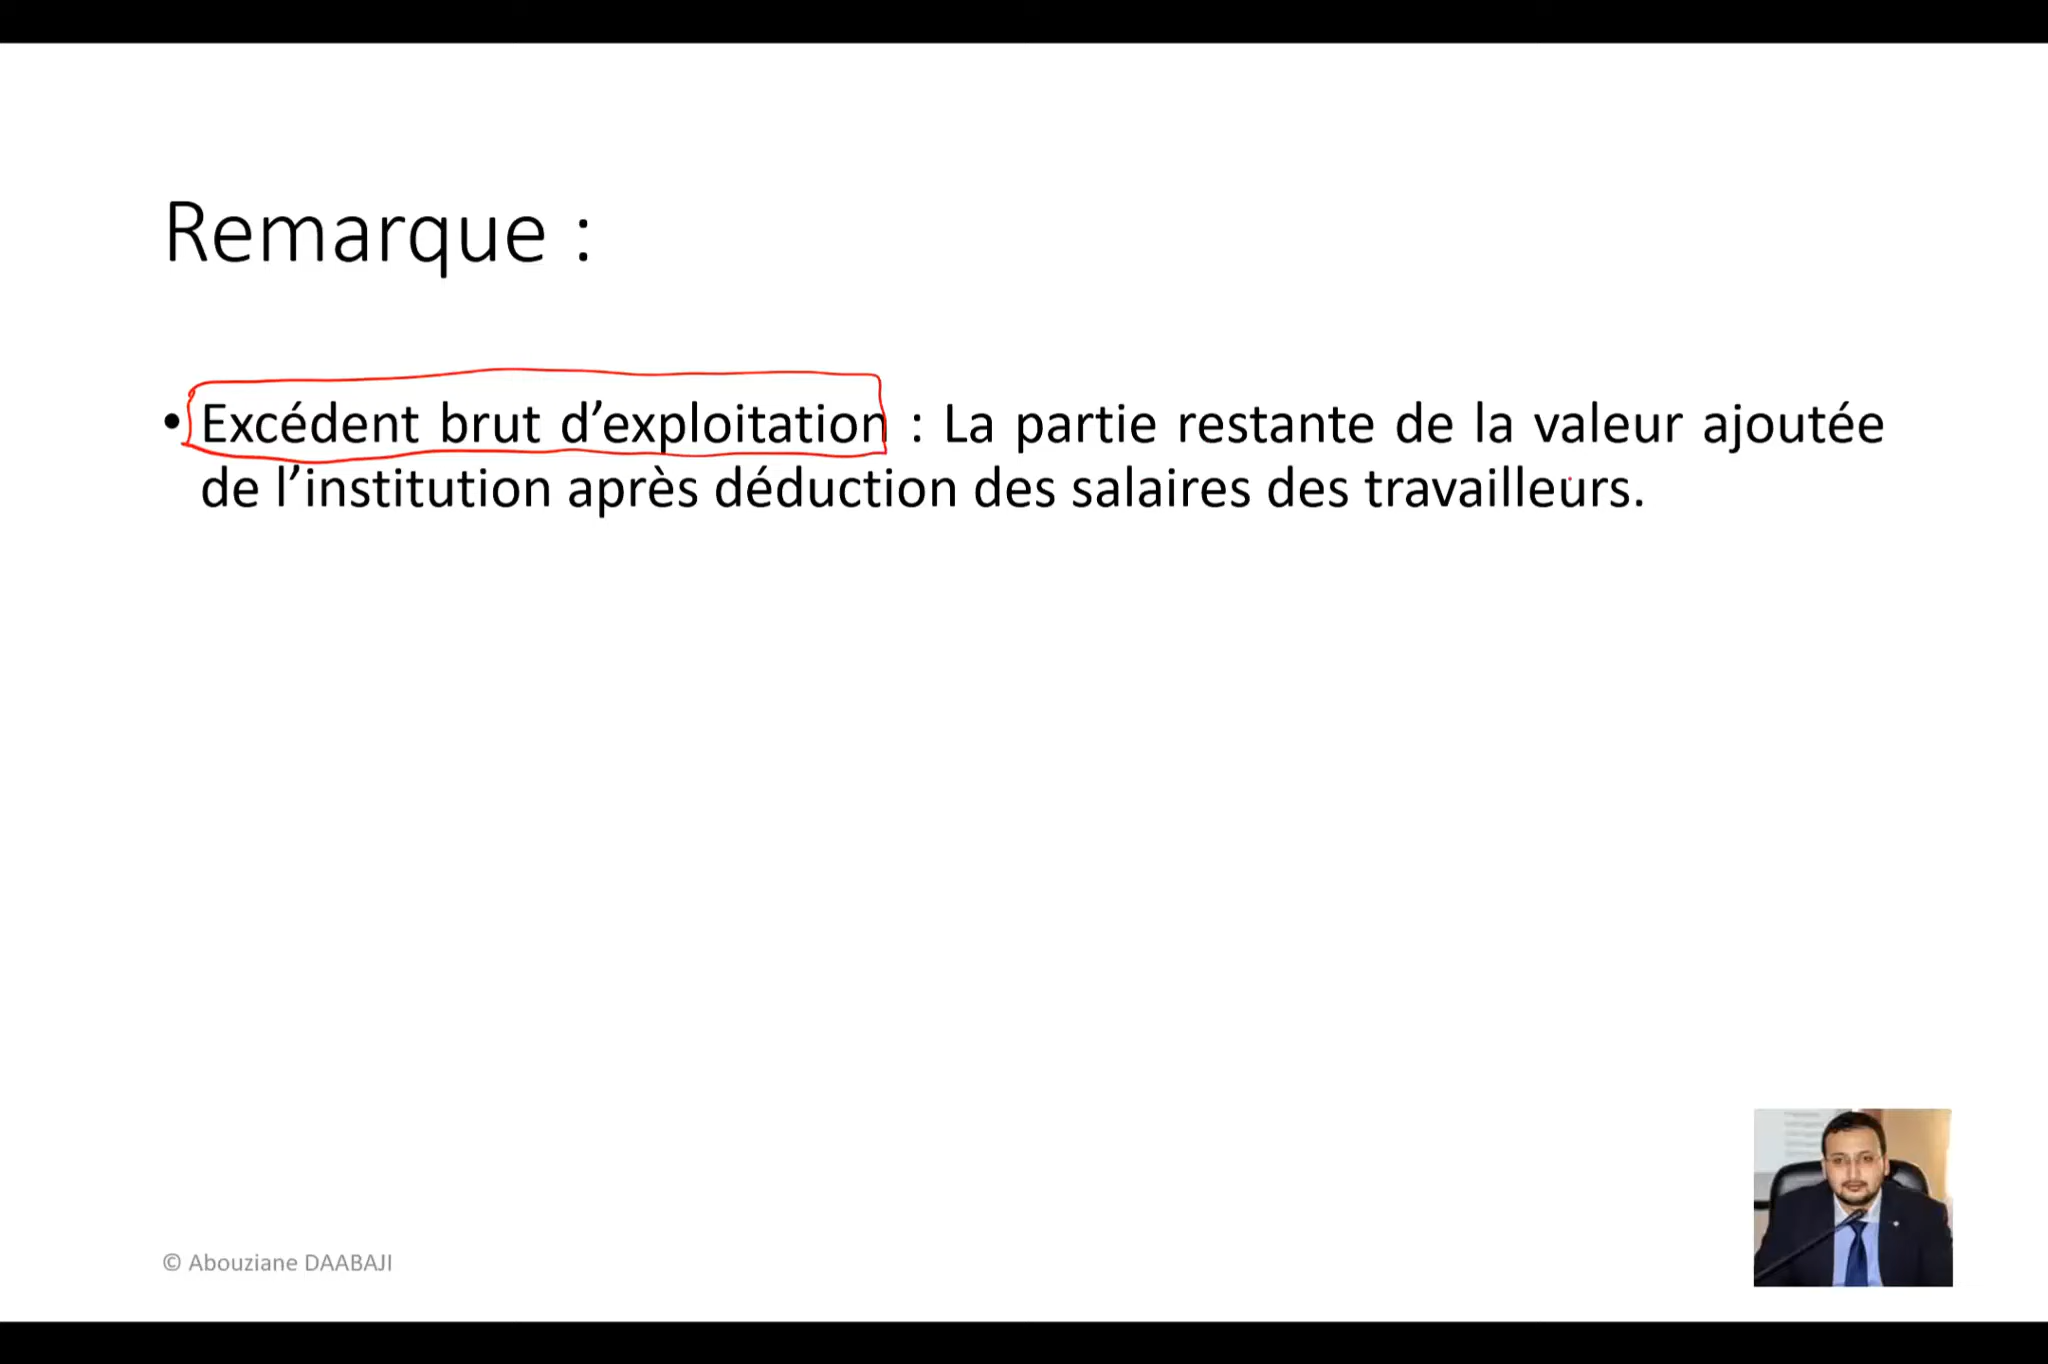 Remarque :
• Excédent brut d’exploitation : La partie restante de la valeur ajoutée
de l’institution après déduction des salaires des travailleurs.
© Abouziane DAABAJI